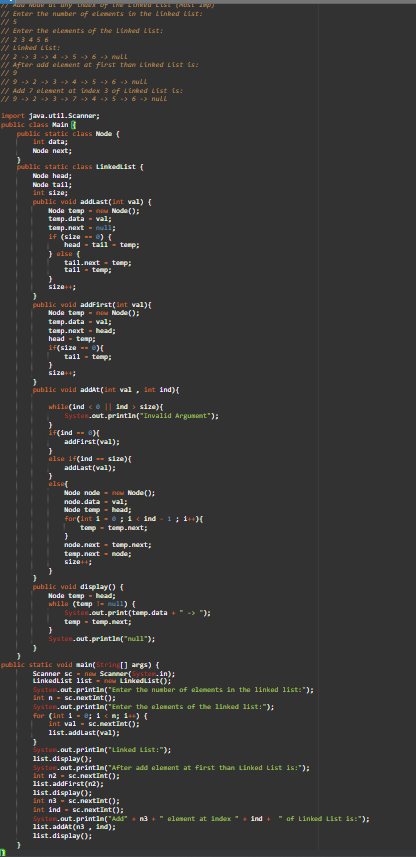 // Add Node at any index of the Linked List (Most Imp)
// Enter the number of elements in the linked list:
// 5
// Enter the elements of the linked list:
// 2 3 4 5 6
// Linked List:
// 2 -> 3 -> 4 -> 5 -> 6 -> null
// After add element at first than Linked List is:
// 9
// 9 -> 2 -> 3 -> 4 -> 5 -> 6 -> null
// Add 7 element at index 3 of Linked List is:
// 9 -> 2 -> 3 -> 7 -> 4 -> 5 -> 6 -> null
import java.util.Scanner;
public class Main {
public static class Node {
int data;
Node next;
}
public static class LinkedList {
Node head;
Node tail;
int size;
public void addLast(int val) {
Node temp = new Node();
temp.data = val;
temp.next = null;
if (size == 0) {
head = tail = temp;
} else {
tail.next = temp;
tail = temp;
}
size++;
}
public void addFirst(int val){
Node temp = new Node();
temp.data = val;
temp.next = head;
head = temp;
if(size == 0){
tail = temp;
}
size++;
}
public void addAt(int val , int ind){
while(ind < 0 || ind > size){
System.out.println("Invalid Argument");
}
if(ind == 0){
addFirst(val);
}
else if(ind == size){
addLast(val);
}
else{
Node node = new Node();
node.data = val;
Node temp = head;
for(int i = 0 ; i < ind - 1 ; i++){
temp = temp.next;
}
node.next = temp.next;
temp.next = node;
size++;
}
}
public void display() {
Node temp = head;
while (temp != null) {
System.out.print(temp.data + " -> ");
temp = temp.next;
}
System.out.println("null");
}
}
public static void main(String[] args) {
Scanner sc = new Scanner(System.in);
LinkedList list = new LinkedList();
System.out.println("Enter the number of elements in the linked list:");
int n = sc.nextInt();
System.out.println("Enter the elements of the linked list:");
for (int i = 0; i < n; i++) {
int val = sc.nextInt();
list.addLast(val);
}
System.out.println("Linked List:");
list.display();
System.out.println("After add element at first than Linked List is:");
int n2 = sc.nextInt();
list.addFirst(n2);
list.display();
int n3 = sc.nextInt();
int ind = sc.nextInt();
System.out.println("Add" + n3 + " element at index " + ind + " of Linked List is:");
list.addAt(n3 , ind);
list.display();
}
}